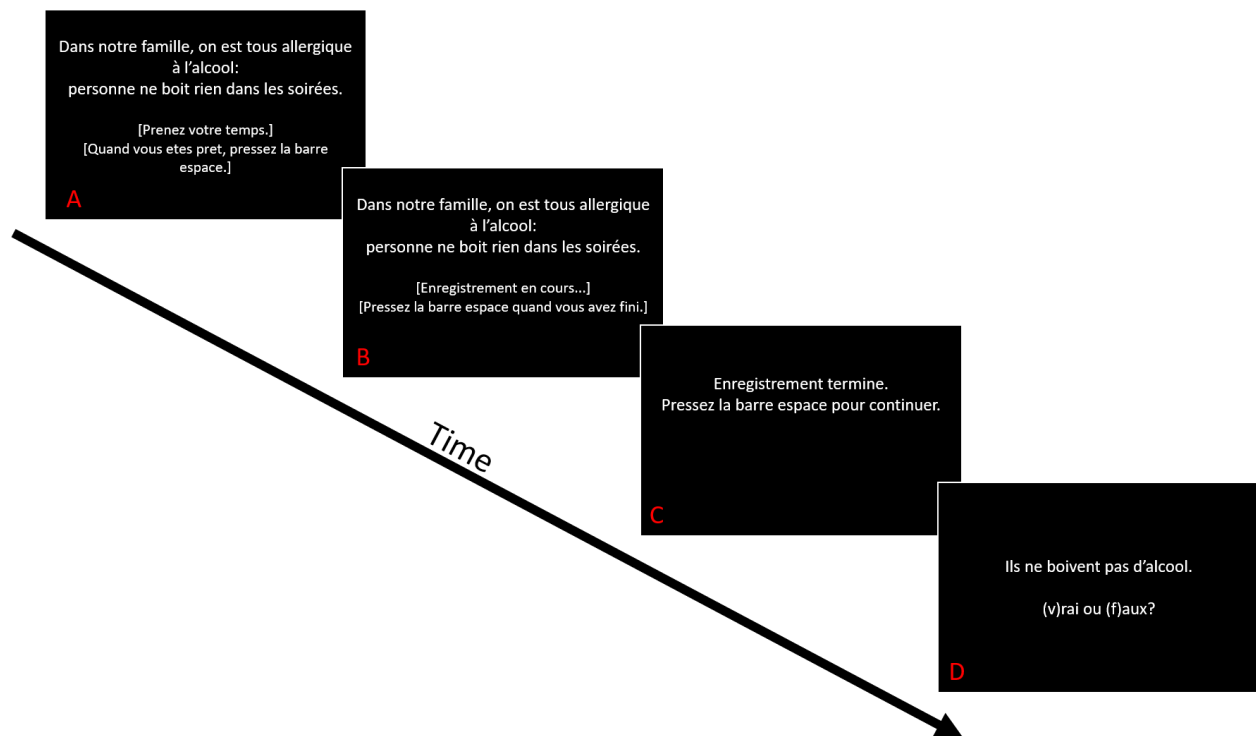 Dans notre famille, on est tous allergique
à l'alcool:
personne ne boit rien dans les soirées.
[Prenez votre temps.]
[Quand vous etes pret, pressez la barre
espace.]
A
Dans notre famille, on est tous allergique
à l'alcool:
personne ne boit rien dans les soirées.
[Enregistrement en cours...]
[Pressez la barre espace quand vous avez fini.]
B
Enregistrement termine.
Pressez la barre espace pour continuer.
C
Ils ne boivent pas d'alcool.
(v)rai ou (f)aux?
D
Time